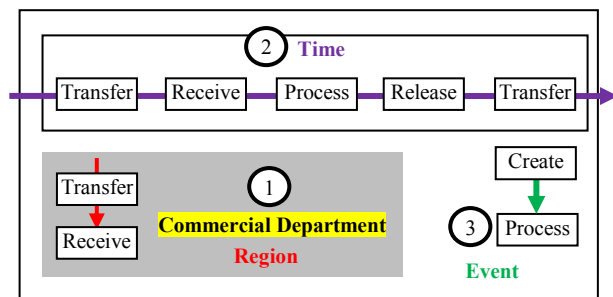 2 Time
Transfer Receive Process Release Transfer
Create
Transfer
1
Commercial Department
Receive
Region
3 Process
Event